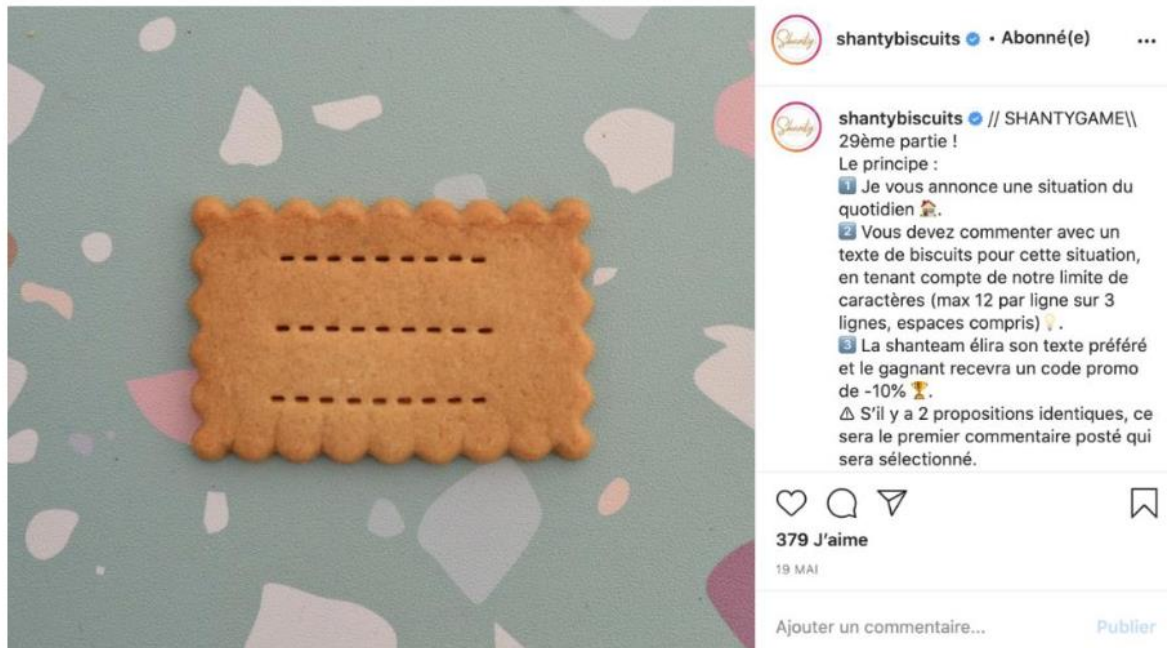 Shanty
shantybiscuits • Abonné(e)
Shanty
shantybiscuits // SHANTYGAME\\
29ème partie !
Le principe :
1️⃣ Je vous annonce une situation du
quotidien 🏠.
2️⃣ Vous devez commenter avec un
texte de biscuits pour cette situation,
en tenant compte de notre limite de
caractères (max 12 par ligne sur 3
lignes, espaces compris)💡.
3️⃣ La shanteam élira son texte préféré
et le gagnant recevra un code promo
de -10% 🏆.
⚠ S'il y a 2 propositions identiques, ce
sera le premier commentaire posté qui
sera sélectionné.
379 J'aime
19 MAI
Ajouter un commentaire... Publier